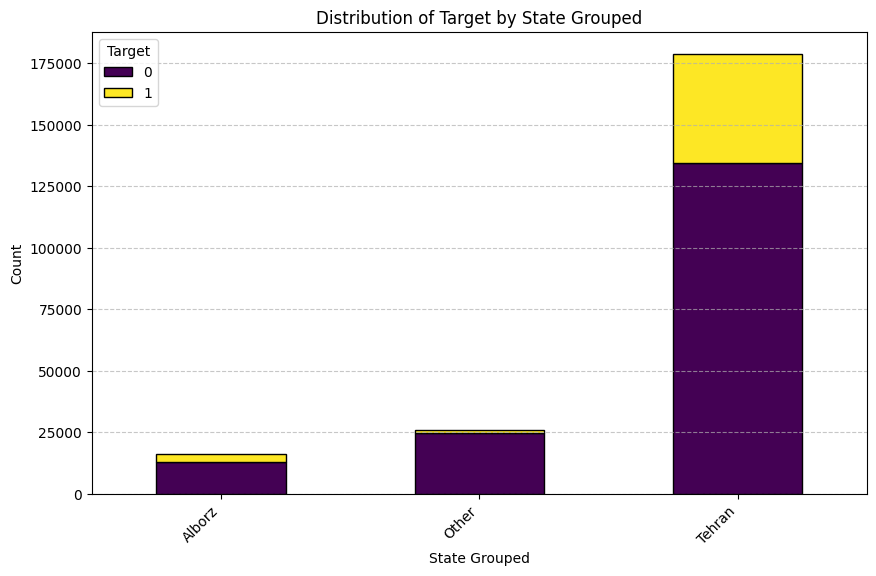 Distribution of Target by State Grouped
Target
0
1
175000
150000
125000
100000
75000
50000
25000
0
Count
Alborz
Other
Tehran
State Grouped